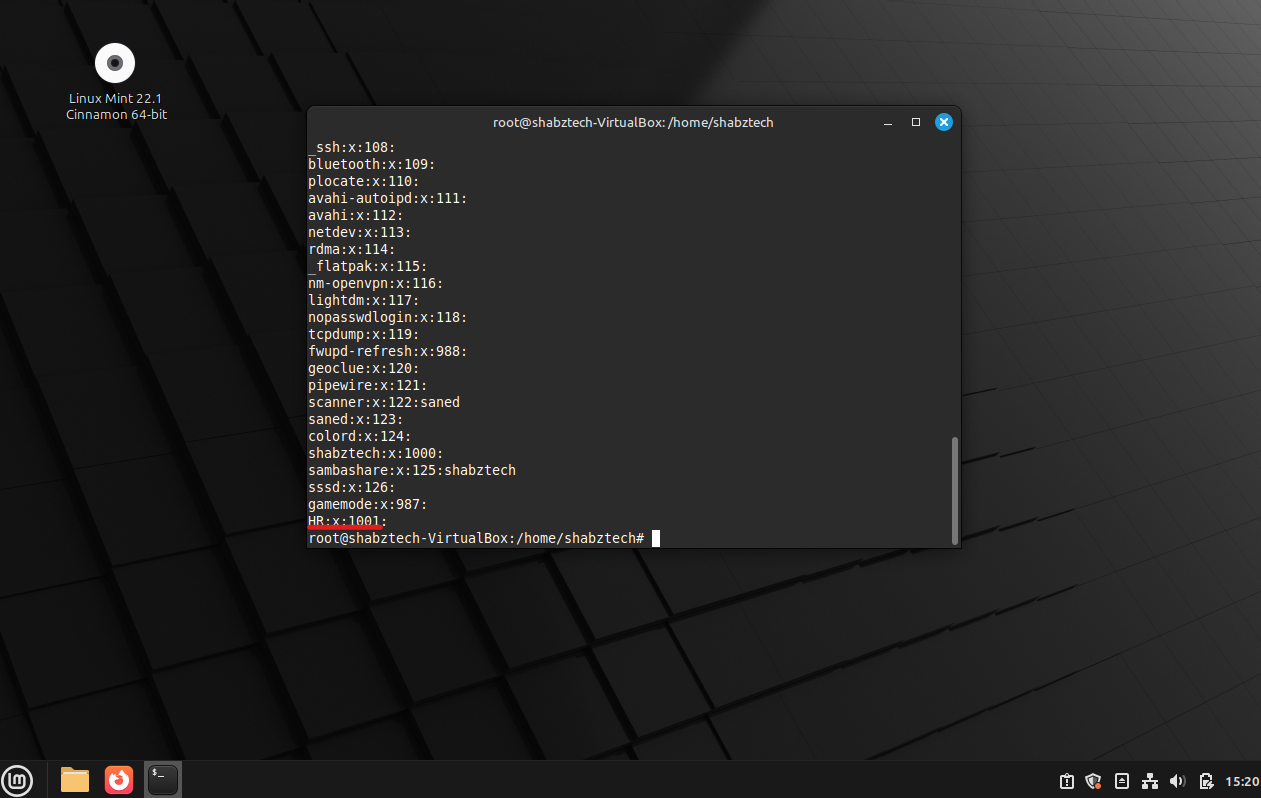 Linux Mint 22.1
Cinnamon 64-bit
root@shabztech-VirtualBox: /home/shabztech
_ssh:x:108:
bluetooth:x:109:
plocate:x:110:
avahi-autoipd:x:111:
avahi:x:112:
netdev:x:113:
rdma:x:114:
_flatpak:x:115:
nm-openvpn:x:116:
lightdm:x:117:
nopasswdlogin:x:118:
tcpdump:x:119:
fwupd-refresh:x:988:
geoclue:x:120:
pipewire:x:121:
scanner:x:122:saned
saned:x:123:
colord:x:124:
shabztech:x:1000:
sambashare:x:125:shabztech
sssd:x:126:
gamemode:x:987:
HR:x:1001:
root@shabztech-VirtualBox:/home/shabztech#
$_
15:20